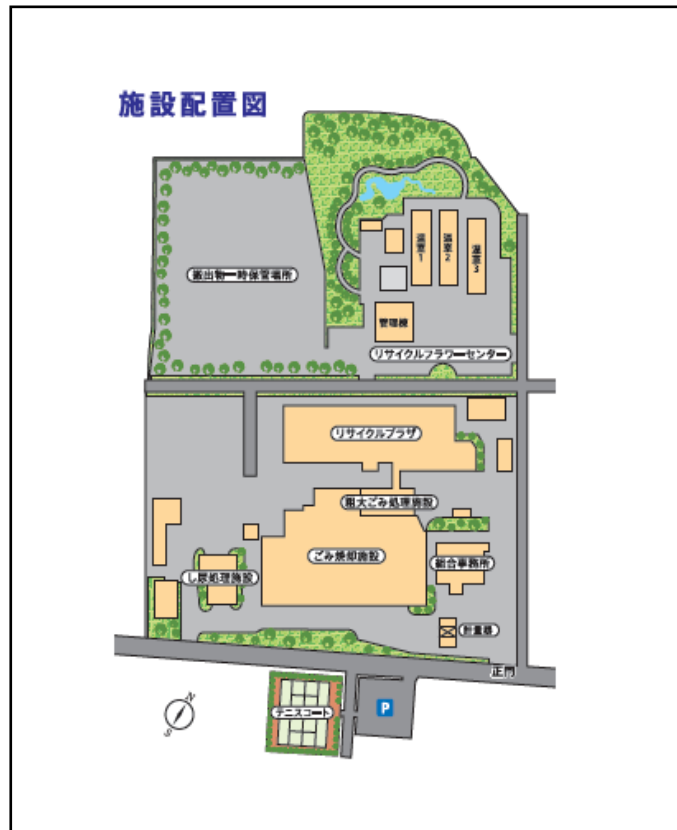 施設配置図
搬出物一時保管場所
温室1
温室2
温室3
管理棟
リサイクルフラワーセンター
リサイクルプラザ
粗大ごみ処理施設
ごみ焼却施設
組合事務所
し尿処理施設
計量器
正門
テニスコート
P
N
S